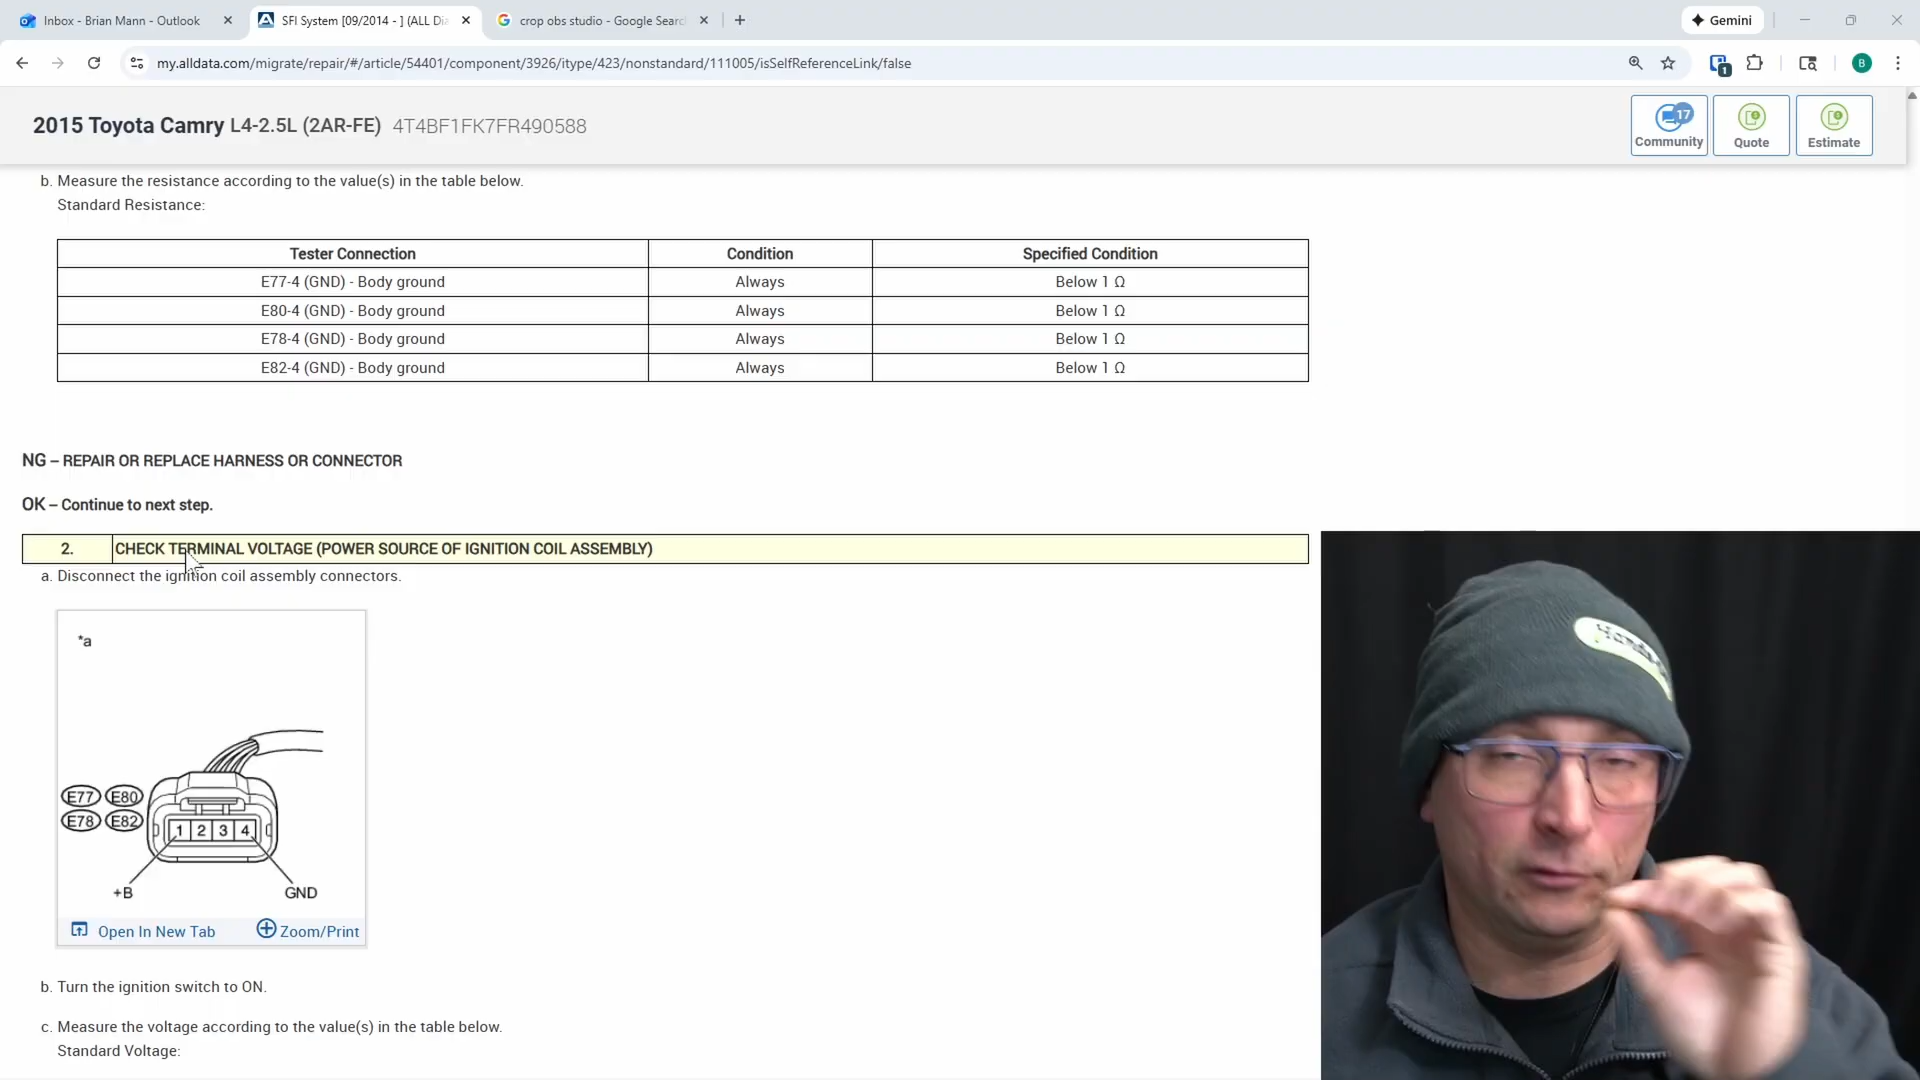 Inbox - Brian Mann - Outlook
SFI System [09/2014 - ] (ALL Dia
crop obs studio - Google Searc
Gemini
my.alldata.com/migrate/repair/#/article/54401/component/3926/itype/423/nonstandard/111005/isSelfReferenceLink/false
1
B
2015 Toyota Camry L4-2.5L (2AR-FE) 4T4BF1FK7FR490588
17
Community
Quote
Estimate
b. Measure the resistance according to the value(s) in the table below.
Standard Resistance:
Tester Connection Condition Specified Condition
E77-4 (GND) - Body ground Always Below 1 Ω
E80-4 (GND) - Body ground Always Below 1 Ω
E78-4 (GND) - Body ground Always Below 1 Ω
E82-4 (GND) - Body ground Always Below 1 Ω
NG – REPAIR OR REPLACE HARNESS OR CONNECTOR
OK – Continue to next step.
2. CHECK TERMINAL VOLTAGE (POWER SOURCE OF IGNITION COIL ASSEMBLY)
a. Disconnect the ignition coil assembly connectors.
*a
E77 E80
E78 E82
1 2 3 4
+B GND
Open In New Tab Zoom/Print
b. Turn the ignition switch to ON.
c. Measure the voltage according to the value(s) in the table below.
Standard Voltage: